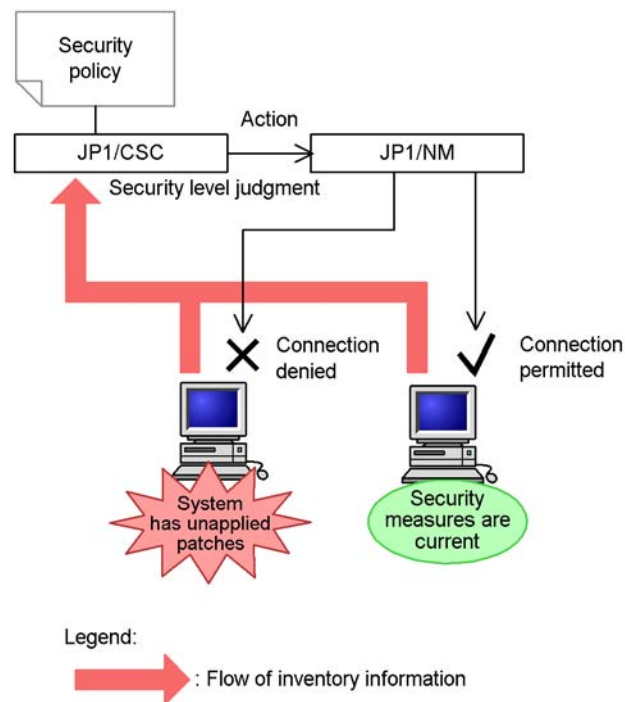 Security
policy
Action
JP1/CSC
JP1/NM
Security level judgment
Connection
denied
Connection
permitted
System
has unapplied
patches
Security
measures are
current
Legend:
: Flow of inventory information